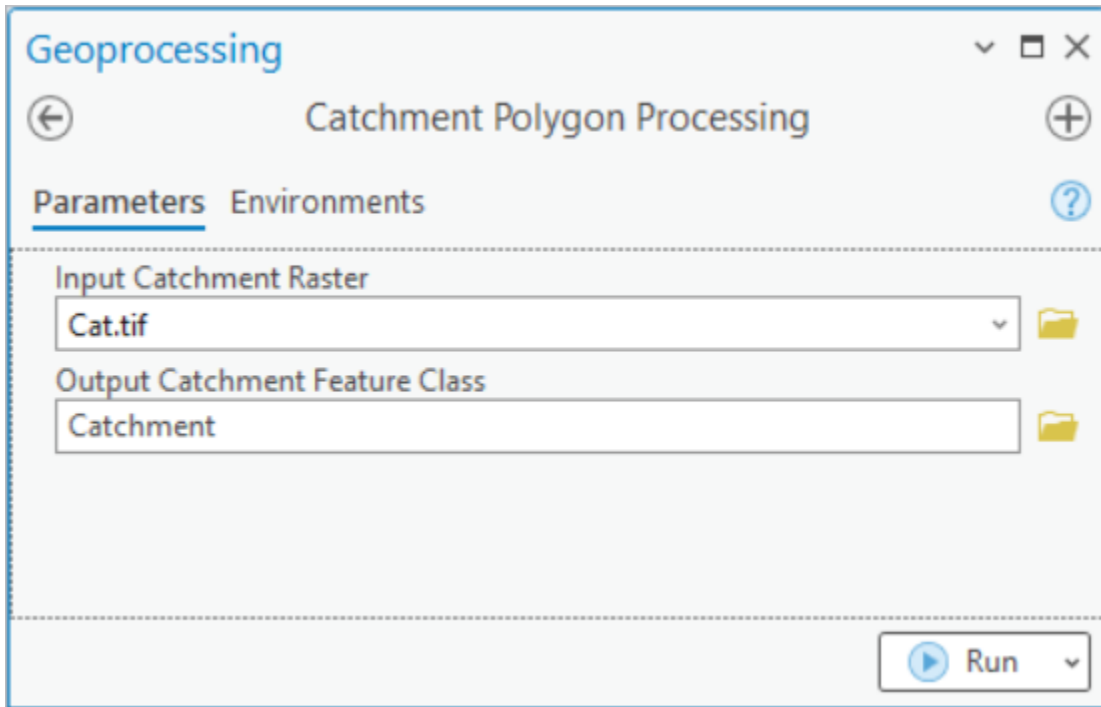 Geoprocessing
Catchment Polygon Processing
Parameters Environments
?
Input Catchment Raster
Cat.tif
Output Catchment Feature Class
Catchment
Run